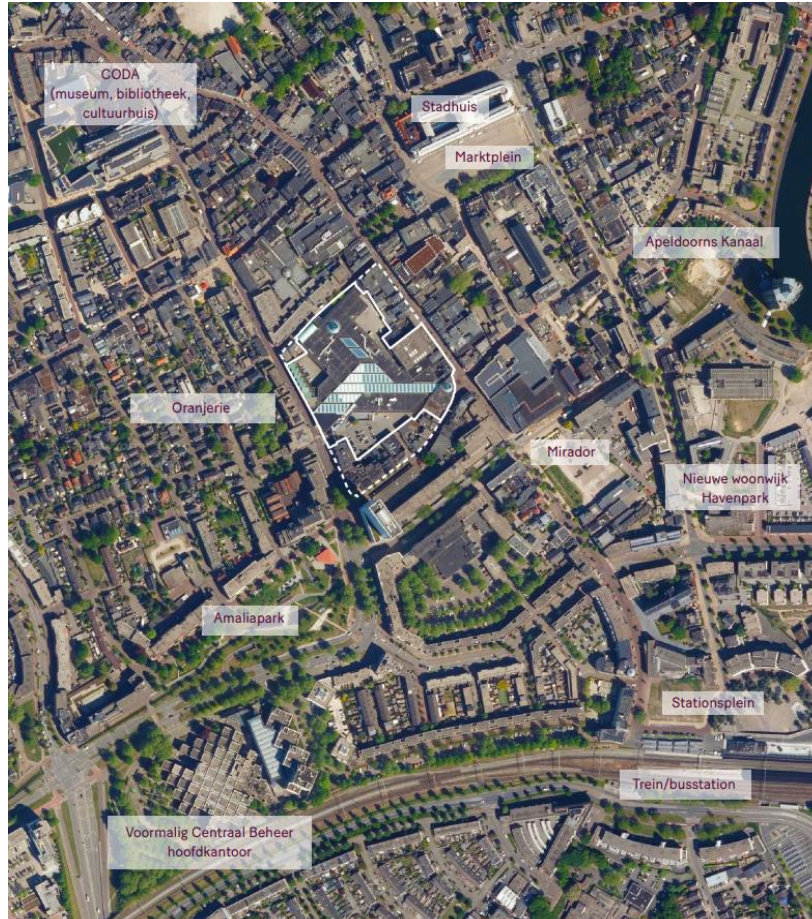 CODA
(museum, bibliotheek,
cultuurhuis)
Stadhuis
Marktplein
Apeldoorns Kanaal
Oranjerie
Mirador
Nieuwe woonwijk
Havenpark
Amaliapark
Stationsplein
Trein/busstation
Voormalig Centraal Beheer
hoofdkantoor